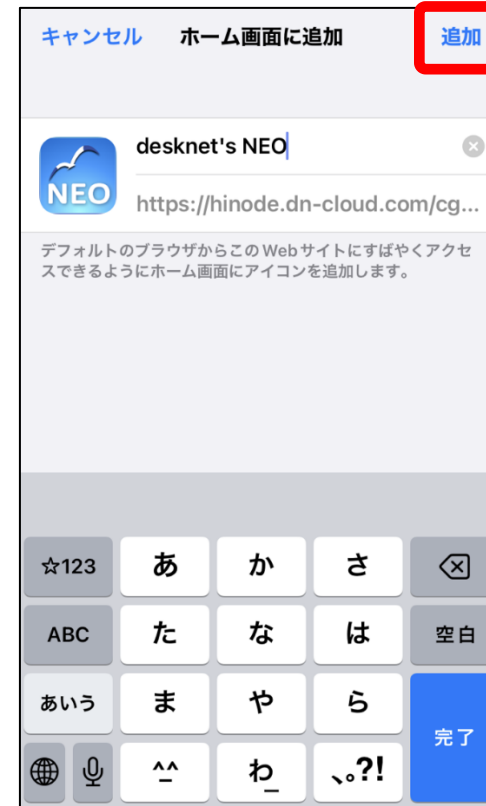 キャンセル ホーム画面に追加 追加
desknet's NEO
NEO
https://hinode.dn-cloud.com/cg...
デフォルトのブラウザからこのWebサイトにすばやくアクセ
スできるようにホーム画面にアイコンを追加します。
☆123 あ か さ
ABC た な は 空白
あいう ま や ら
完了
^_^ わ_ 、。?!